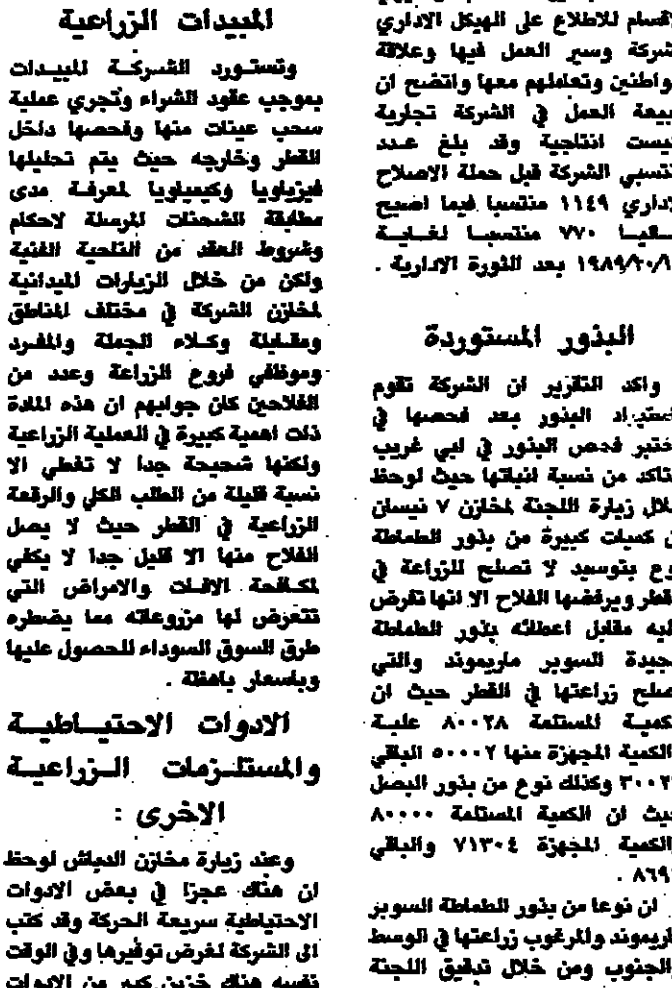 الاقسام للاطلاع على الهيكل الاداري
للشركة وسير العمل فيها وعلاقة
المواطنين وتعاملهم معها واتضح ان
طبيعة العمل في الشركة تجارية
ليست انتاجية وقد بلغ عدد
منتسبي الشركة قبل حملة الاصلاح
الاداري ١١٤٩ منتسبا فيما اصبح
حاليا ٧٧٠ منتسبا لغاية
بعد الثورة الادارية .
البذور المستوردة
واكد التقرير ان الشركة تقوم
البذور بعد فحصها في
مختبر فحص البذور في ابي غريب
للتاكد من نسبة انباتها حيث لوحظ
خلال زيارة اللجنة لمخازن ٧ نيسان
ان كميات كبيرة من بذور الطماطة
نوع لا تصلح للزراعة في
القطر ويرفضها الفلاح الا انها تفرض
عليه مقابل اعطائه بذور الطماطة
الجيدة السوبر ماريموند والتي
تصلح زراعتها في القطر حيث ان
الكمية المستلمة ٨٠٠٢٨ علبة
والكمية المجهزة منها ٥٠٠٠٢ الباقي
وكذلك نوع من بذور البصل
حيث ان الكمية المستلمة ٨٠٠٠٠
والكمية المجهزة ٧١٣٠٤ والباقي
٨٦٩٦ .
ان نوعا من بذور الطماطة السوبر
ماريموند والمرغوب زراعتها في الوسط
والجنوب ومن خلال تدقيق اللجنة
المبيدات الزراعية
وتستورد الشركة المبيدات
بموجب عقود الشراء وتجري عملية
سحب عينات منها وفحصها داخل
القطر وخارجه حيث يتم تحليلها
فيزياويا وكيمياويا لمعرفة مدى
مطابقة الشحنات المرسلة لاحكام
وشروط العقد من الناحية الفنية
ولكن من خلال الزيارات الميدانية
لمخازن الشركة في مختلف المناطق
ومقابلة وكلاء الجملة والمفرد
وموظفي فروع الزراعة وعدد من
الفلاحين كان جوابهم ان هذه المادة
ذات اهمية كبيرة في العملية الزراعية
ولكنها شحيحة جدا لا تغطي الا
نسبة قليلة من الطلب الكلي والرقعة
الزراعية في القطر حيث لا يصل
الفلاح منها الا قليل جدا لا يكفي
لمكافحة الافات والامراض التي
تتعرض لها مزروعاته مما يضطره
طرق السوق السوداء للحصول عليها
وباسعار باهظة .
الادوات الاحتياطية
والمستلزمات الزراعية
الاخرى :
وعند زيارة مخازن الدباش لوحظ
ان هناك عجزا في بعض الادوات
الاحتياطية سريعة الحركة وقد كتب
الى الشركة لغرض توفيرها وفي الوقت
نفسه هناك خزين كبير من الادوات